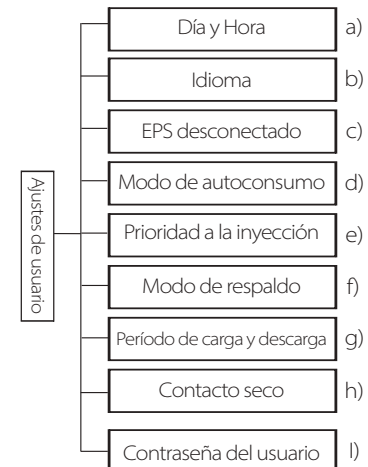 Ajustes de usuario
Día y Hora a)
Idioma b)
EPS desconectado c)
Modo de autoconsumo d)
Prioridad a la inyección e)
Modo de respaldo f)
Período de carga y descarga g)
Contacto seco h)
Contraseña del usuario I)